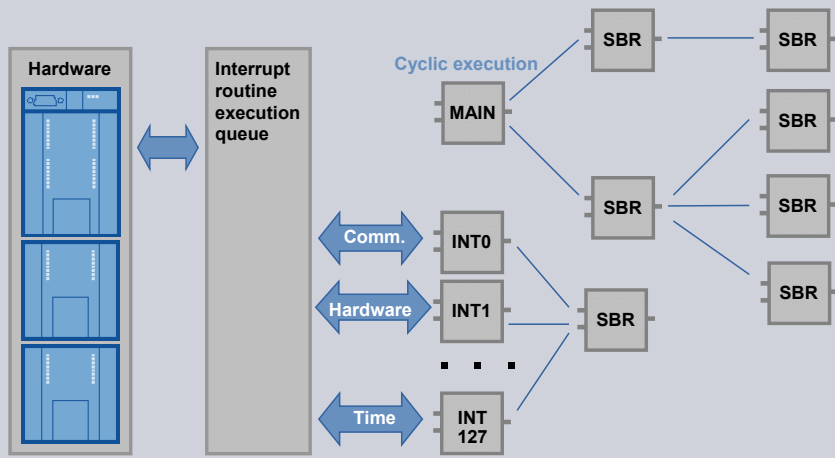 Hardware
Interrupt
routine
execution
queue
Cyclic execution
MAIN
SBR
SBR
SBR
SBR
SBR
SBR
Comm.
INT0
Hardware
INT1
SBR
. . .
Time
INT
127